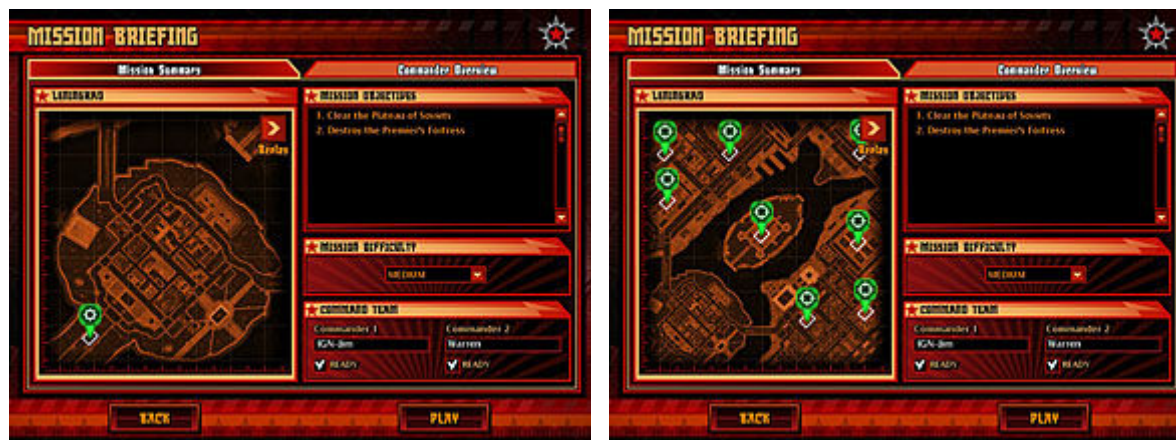 MISSION BRIEFING
Mission Summary
Commander Overview
LENINGRAD
MISSION OBJECTIVES
1. Clear the Plateau of Soviets
2. Destroy the Premier's Fortress
Replay
MISSION DIFFICULTY
MEDIUM
COMMAND TEAM
Commander 1
Commander 2
IGN-Jim
Warren
READY
READY
BACK
PLAY
MISSION BRIEFING
Mission Summary
Commander Overview
LENINGRAD
MISSION OBJECTIVES
1. Clear the Plateau of Soviets
2. Destroy the Premier's Fortress
Replay
MISSION DIFFICULTY
MEDIUM
COMMAND TEAM
Commander 1
Commander 2
IGN-Jim
Warren
READY
READY
BACK
PLAY